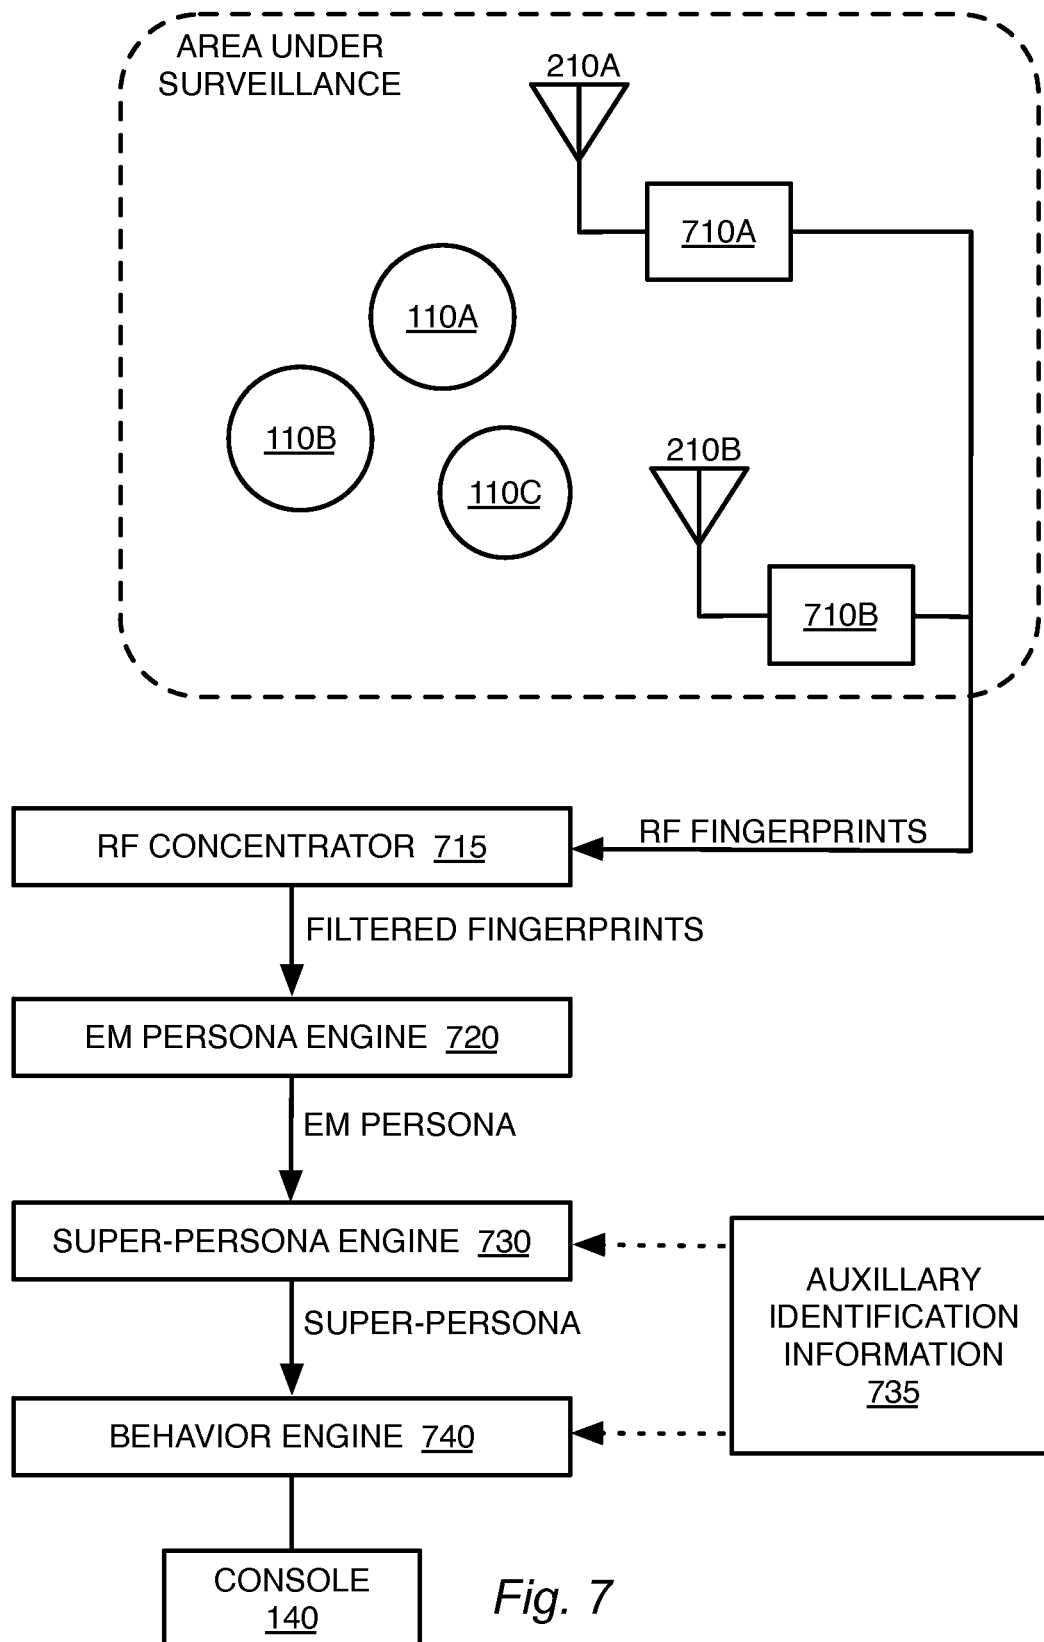 AREA UNDER
SURVEILLANCE
210A
710A
110A
110B
110C
210B
710B
RF FINGERPRINTS
RF CONCENTRATOR 715
FILTERED FINGERPRINTS
EM PERSONA ENGINE 720
EM PERSONA
SUPER-PERSONA ENGINE 730
AUXILLARY
IDENTIFICATION
INFORMATION
735
SUPER-PERSONA
BEHAVIOR ENGINE 740
CONSOLE
140
Fig. 7